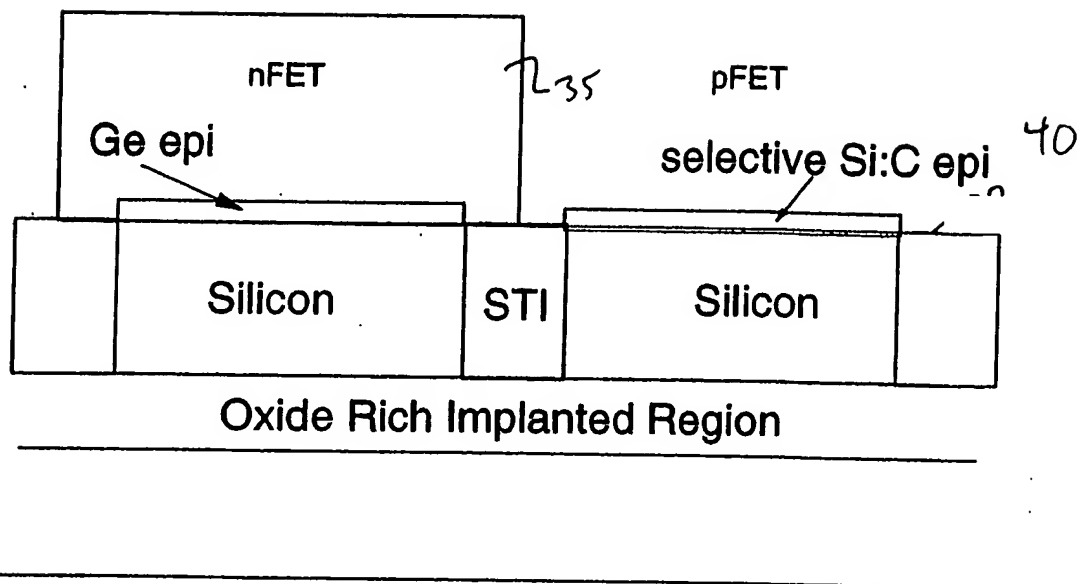 nFET
35
pFET
Ge epi
selective Si:C epi
40
Silicon
STI
Silicon
Oxide Rich Implanted Region